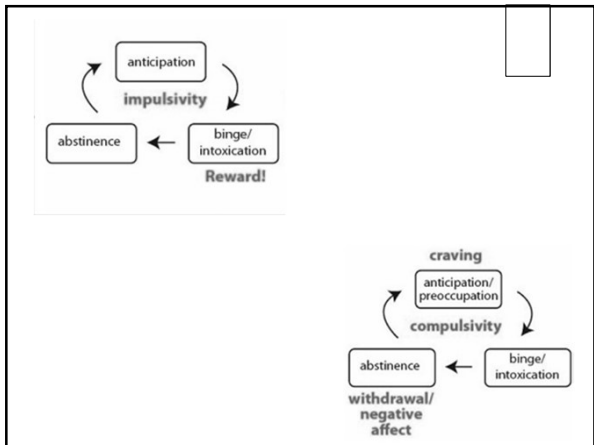 anticipation
impulsivity
abstinence
binge/
intoxication
Reward!
craving
anticipation/
preoccupation
compulsivity
abstinence
binge/
intoxication
withdrawal/
negative
affect